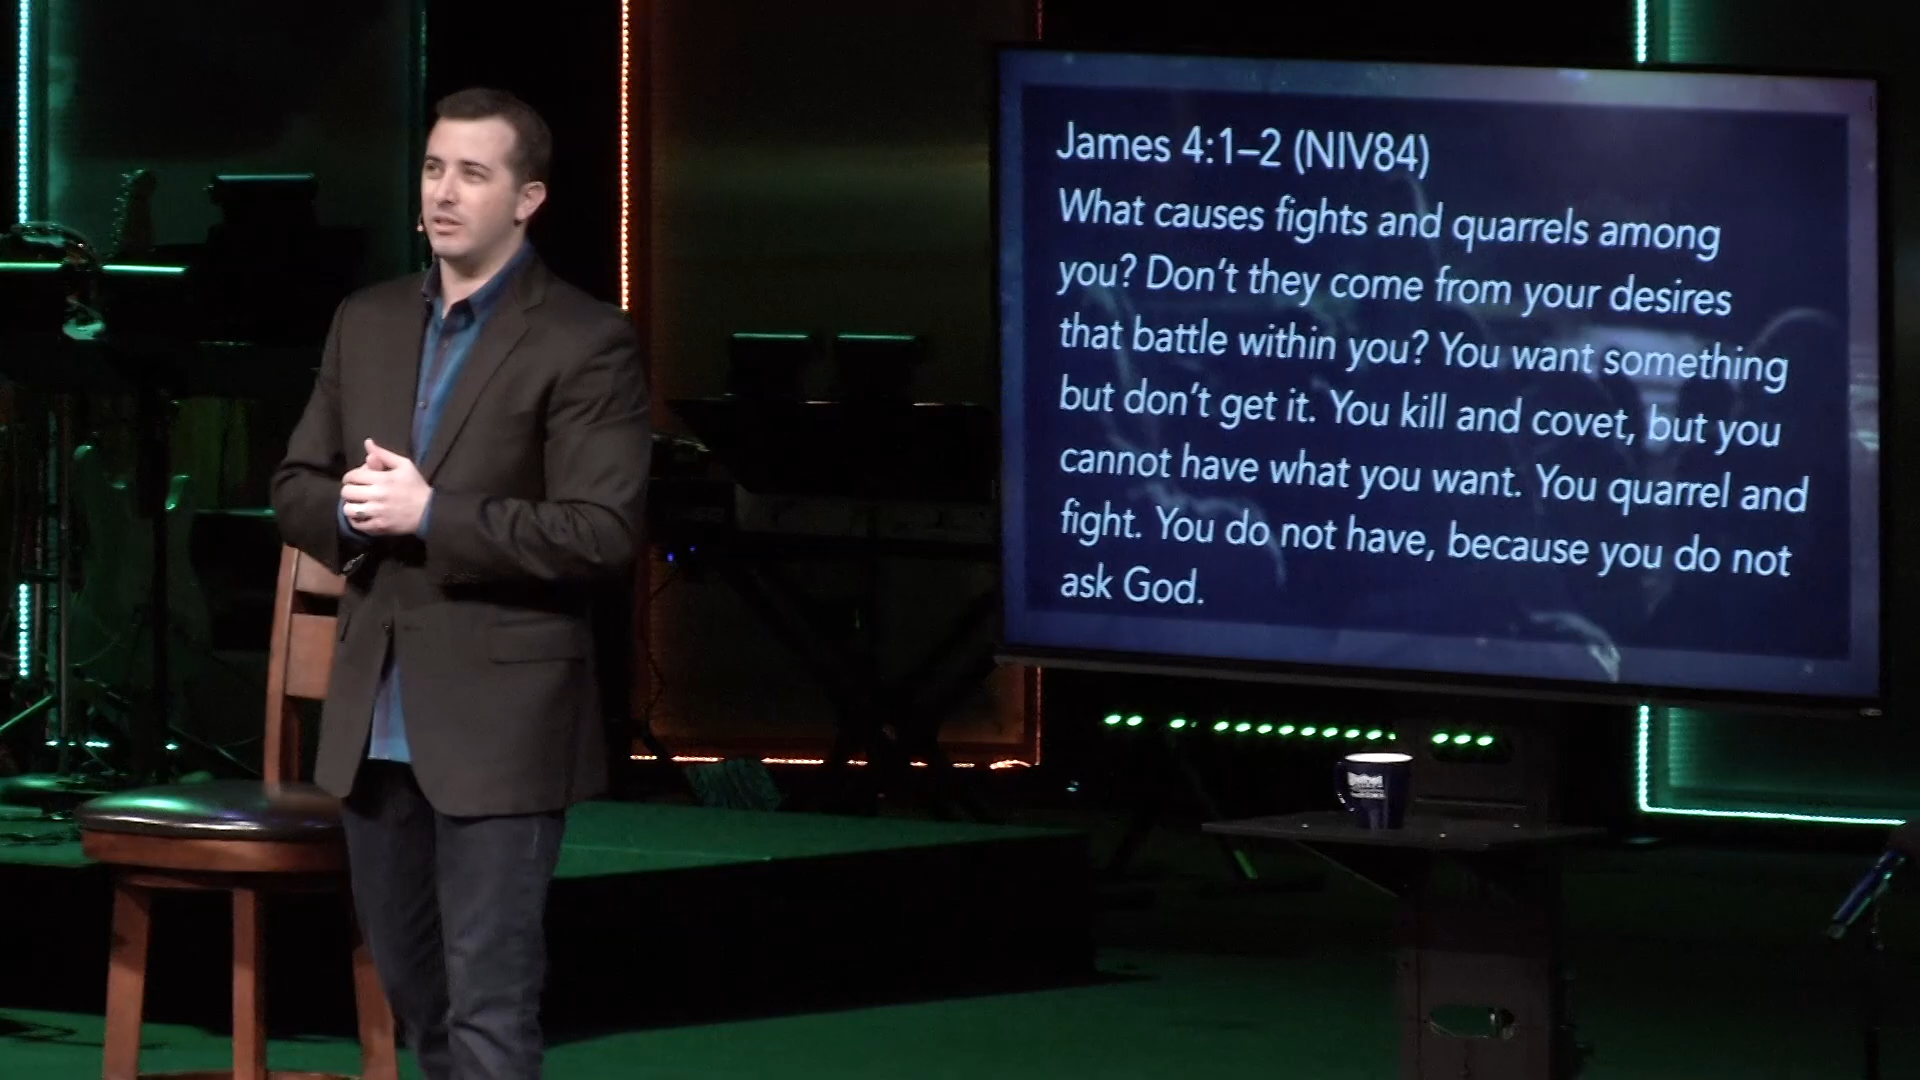 James 4:1–2 (NIV84)
What causes fights and quarrels among
you? Don’t they come from your desires
that battle within you? You want something
but don’t get it. You kill and covet, but you
cannot have what you want. You quarrel and
fight. You do not have, because you do not
ask God.